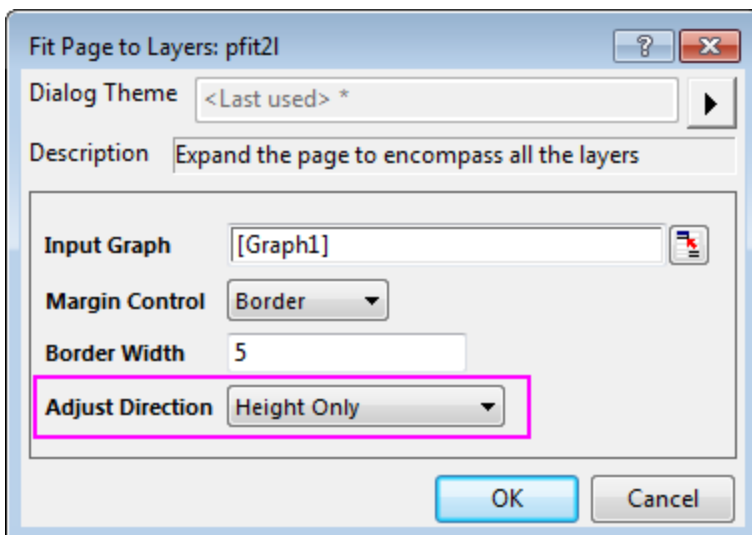 Fit Page to Layers: pfit2l
Dialog Theme <Last used> *
Description Expand the page to encompass all the layers
Input Graph [Graph1]
Margin Control Border
Border Width 5
Adjust Direction Height Only
OK Cancel